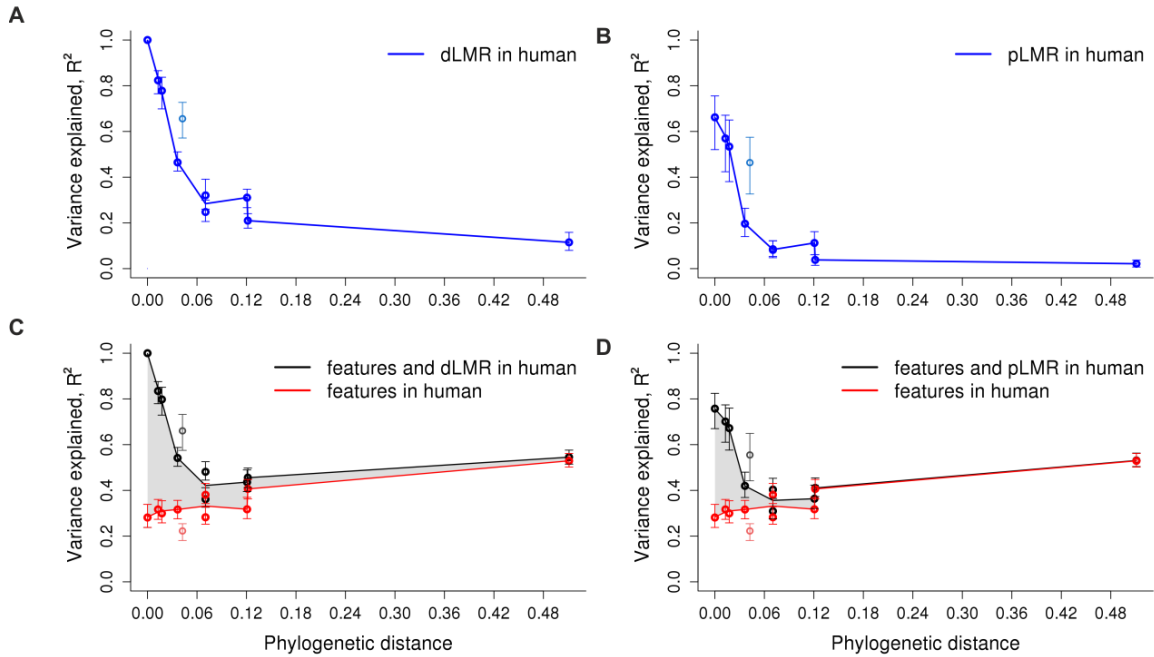 A
dLMR in human
Variance explained, R²
0.0 0.2 0.4 0.6 0.8 1.0
0.00 0.06 0.12 0.18 0.24 0.30 0.36 0.42 0.48
B
pLMR in human
Variance explained, R²
0.0 0.2 0.4 0.6 0.8 1.0
0.00 0.06 0.12 0.18 0.24 0.30 0.36 0.42 0.48
C
features and dLMR in human
features in human
Variance explained, R²
0.0 0.2 0.4 0.6 0.8 1.0
0.00 0.06 0.12 0.18 0.24 0.30 0.36 0.42 0.48
Phylogenetic distance
D
features and pLMR in human
features in human
Variance explained, R²
0.0 0.2 0.4 0.6 0.8 1.0
0.00 0.06 0.12 0.18 0.24 0.30 0.36 0.42 0.48
Phylogenetic distance